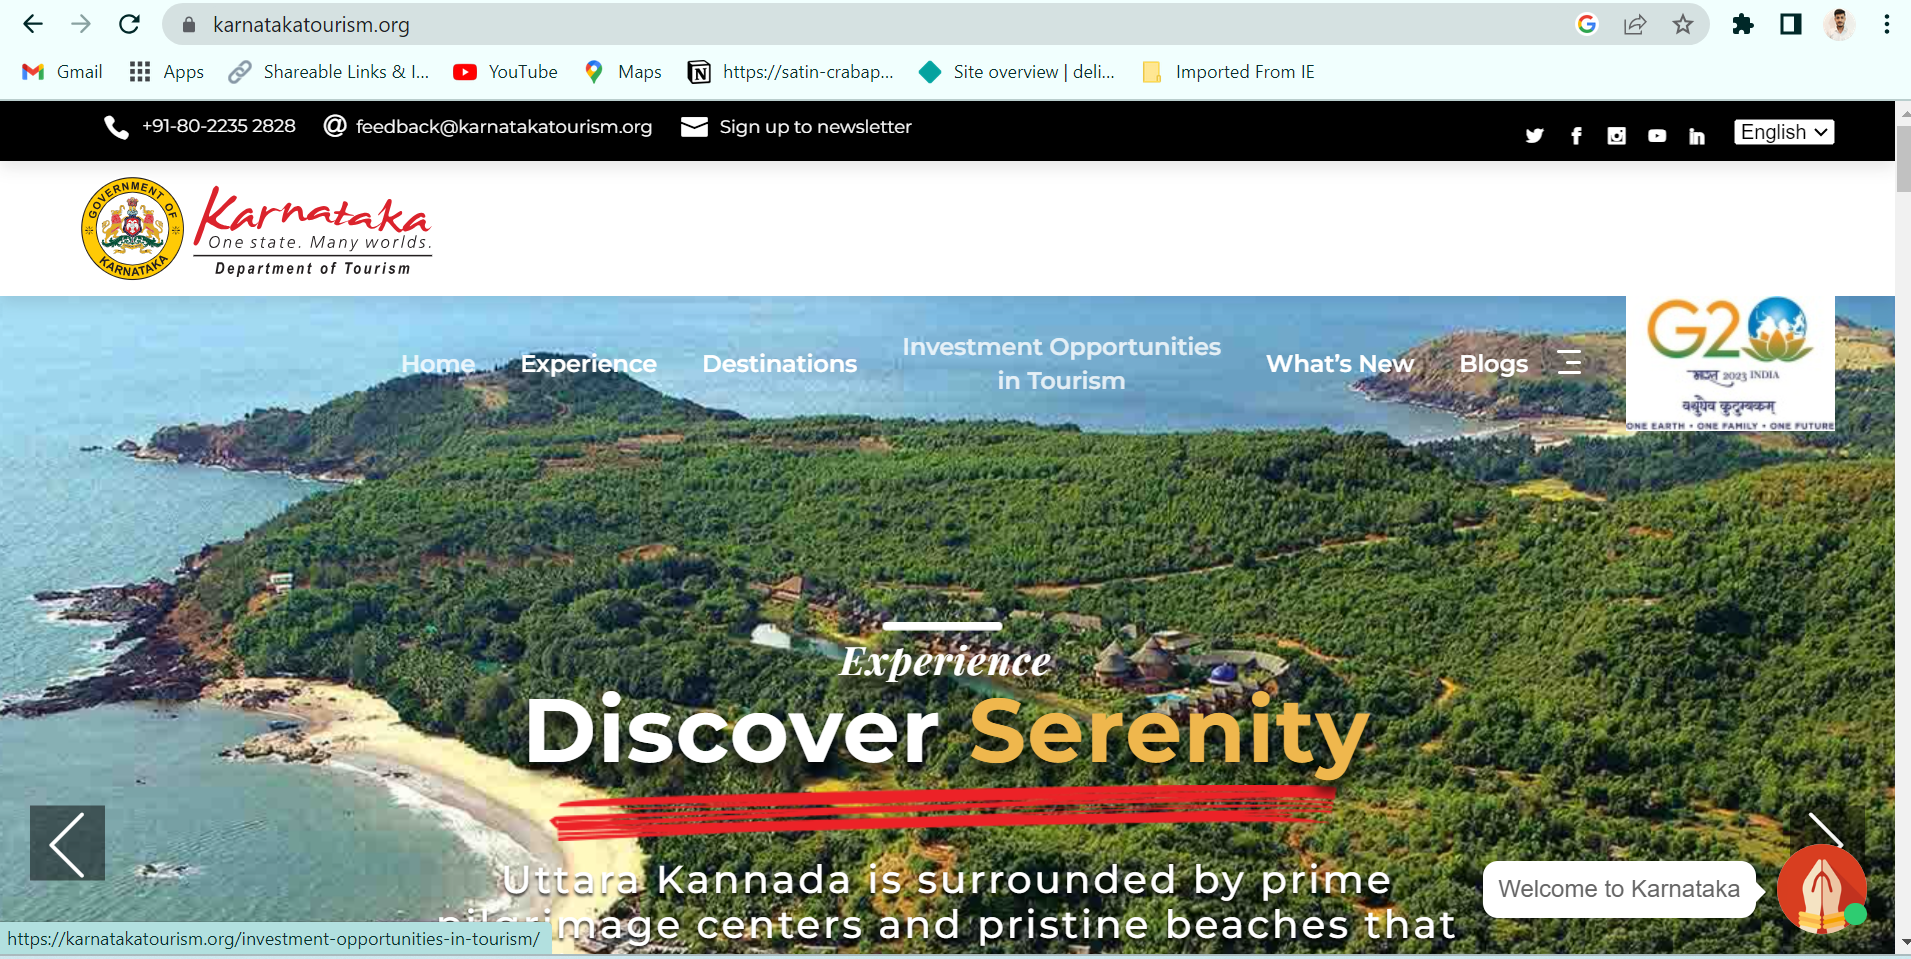 karnatakatourism.org
Gmail
Apps
Shareable Links & I...
YouTube
Maps
https://satin-crabap...
Site overview | deli...
Imported From IE
+91-80-2235 2828
feedback@karnatakatourism.org
Sign up to newsletter
English
GOVERNMENT OF
KARNATAKA
Karnataka
One state. Many worlds.
Department of Tourism
Home
Experience
Destinations
Investment Opportunities
in Tourism
What's New
Blogs
G20
भारत 2023 INDIA
वसुधैव कुटुम्बकम्
ONE EARTH • ONE FAMILY • ONE FUTURE
Experience
Discover Serenity
Uttara Kannada is surrounded by prime
pilgrimage centers and pristine beaches that
Welcome to Karnataka
https://karnatakatourism.org/investment-opportunities-in-tourism/